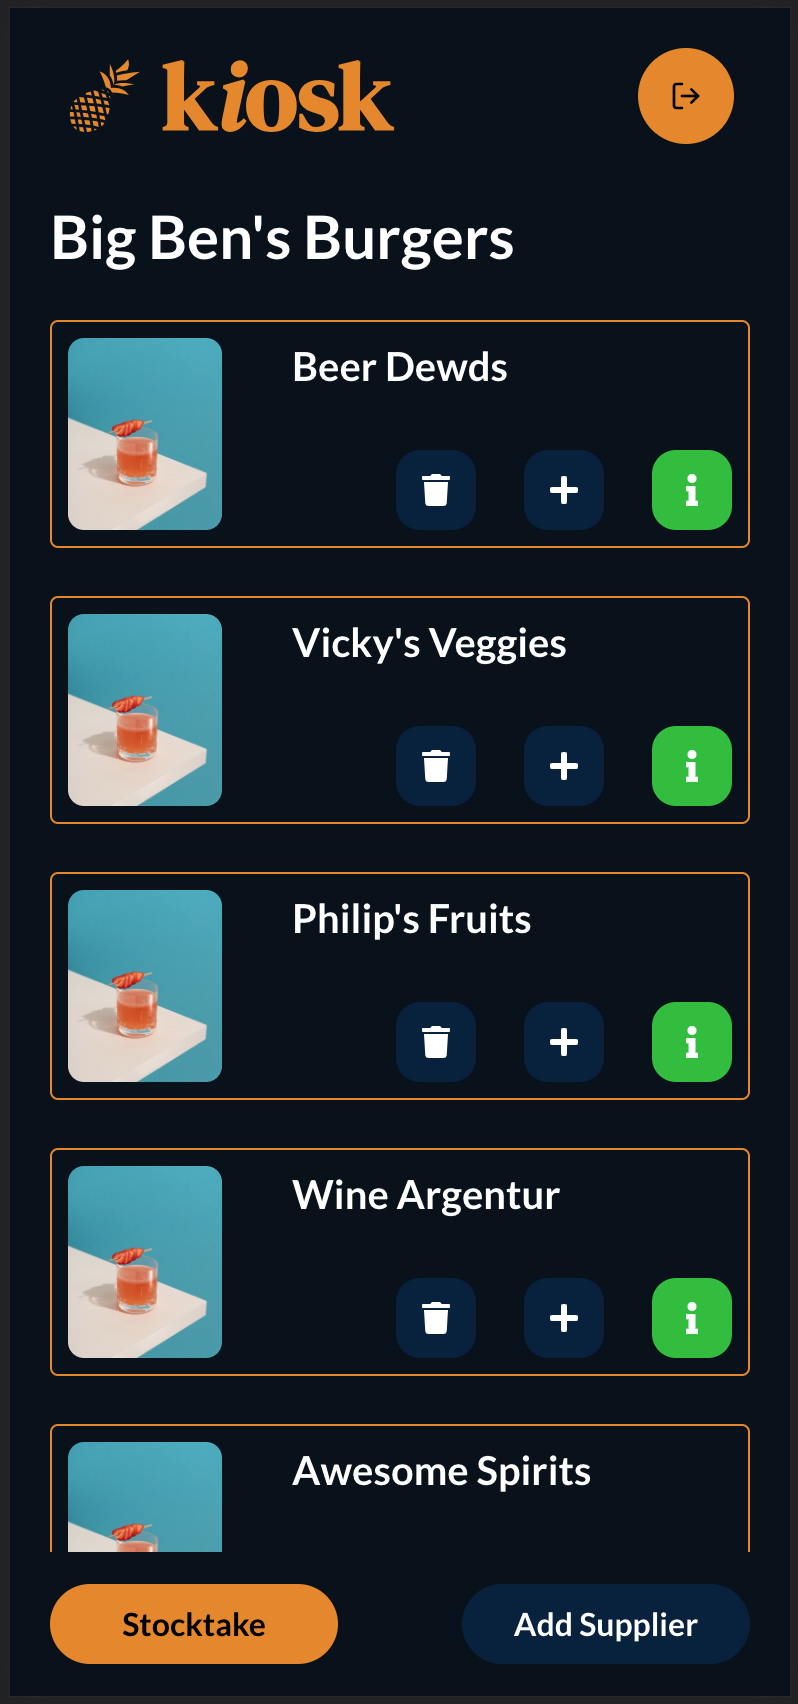 kiosk
Big Ben's Burgers
Beer Dewds
Vicky's Veggies
Philip's Fruits
Wine Argentur
Awesome Spirits
Stocktake
Add Supplier